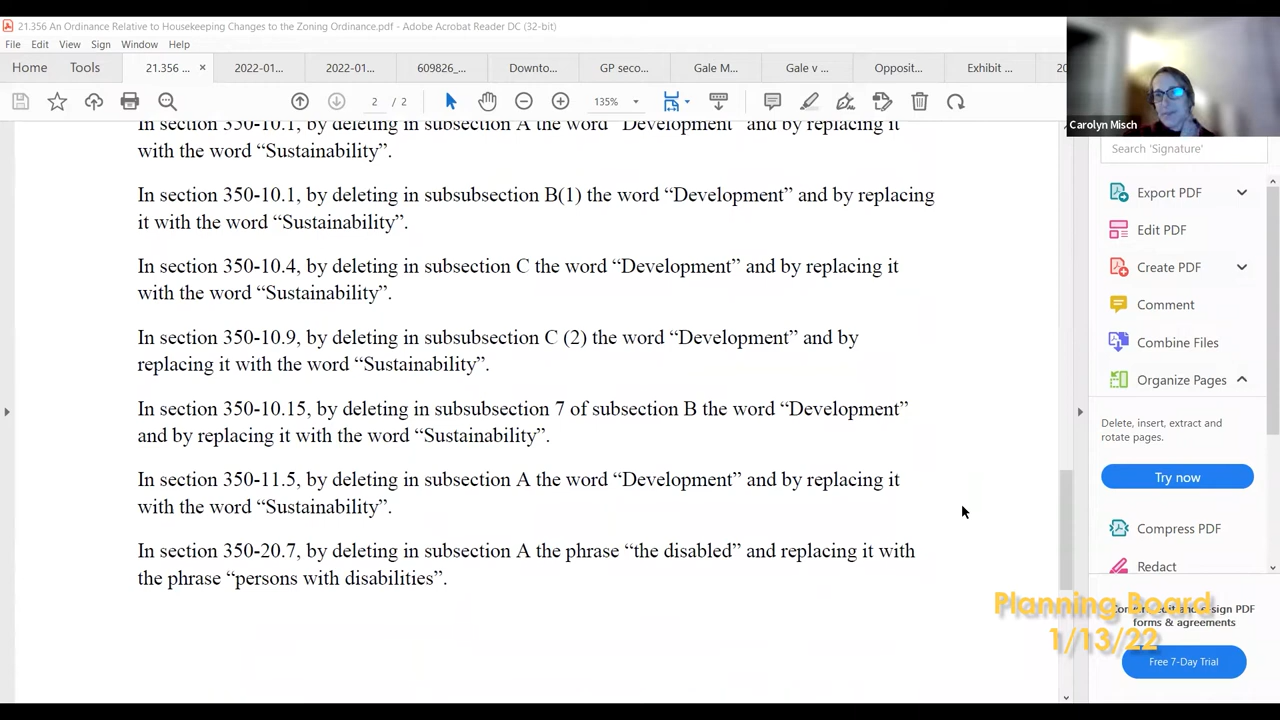 21.356 An Ordinance Relative to Housekeeping Changes to the Zoning Ordinance.pdf - Adobe Acrobat Reader DC (32-bit)
File Edit View Sign Window Help
Home Tools 21.356 ... × 2022-01... 2022-01... 609826_... Downto... GP seco... Gale M... Gale v ... Opposit... Exhibit ... 20
2 / 2 135%
Carolyn Misch
In section 350-10.1, by deleting in subsection A the word “Development” and by replacing it
with the word “Sustainability”.
In section 350-10.1, by deleting in subsubsection B(1) the word “Development” and by replacing
it with the word “Sustainability”.
In section 350-10.4, by deleting in subsection C the word “Development” and by replacing it
with the word “Sustainability”.
In section 350-10.9, by deleting in subsubsection C (2) the word “Development” and by
replacing it with the word “Sustainability”.
In section 350-10.15, by deleting in subsubsection 7 of subsection B the word “Development”
and by replacing it with the word “Sustainability”.
In section 350-11.5, by deleting in subsection A the word “Development” and by replacing it
with the word “Sustainability”.
In section 350-20.7, by deleting in subsection A the phrase “the disabled” and replacing it with
the phrase “persons with disabilities”.
Search 'Signature'
Export PDF
Edit PDF
Create PDF
Comment
Combine Files
Organize Pages
Delete, insert, extract and
rotate pages.
Try now
Compress PDF
Redact
Planning Board
1/13/22
edit and sign PDF
forms & agreements
Free 7-Day Trial